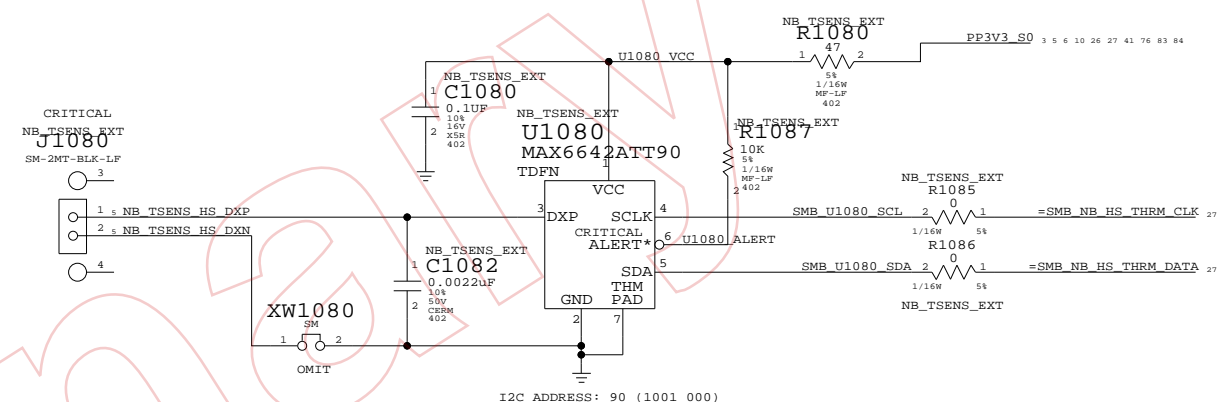 NB_TSENS_EXT
R1080
47
1 2
5%
1/16W
MF-LF
402
PP3V3_S0 3 5 6 10 26 27 41 76 83 84
U1080_VCC
NB_TSENS_EXT
C1080
0.1UF
10%
16V
X5R
402
1
2
NB_TSENS_EXT
U1080
MAX6642ATT90
TDFN
1
VCC
3 DXP
SCLK 4
CRITICAL
ALERT* 6 U1080_ALERT
SDA 5
THM
PAD
GND
2 7
NB_TSENS_EXT
R1087
1
10K
5%
1/16W
MF-LF
402
2
CRITICAL
NB_TSENS_EXT
J1080
SM-2MT-BLK-LF
3
1 5 NB_TSENS_HS_DXP
2 5 NB_TSENS_HS_DXN
4
NB_TSENS_EXT
C1082
0.0022uF
10%
50V
CERM
402
1
2
XW1080
SM
1 2
OMIT
NB_TSENS_EXT
R1085
0
SMB_U1080_SCL 2 1 =SMB_NB_HS_THRM_CLK 27
1/16W 5%
R1086
0
SMB_U1080_SDA 2 1 =SMB_NB_HS_THRM_DATA 27
1/16W 5%
NB_TSENS_EXT
I2C ADDRESS: 90 (1001 000)